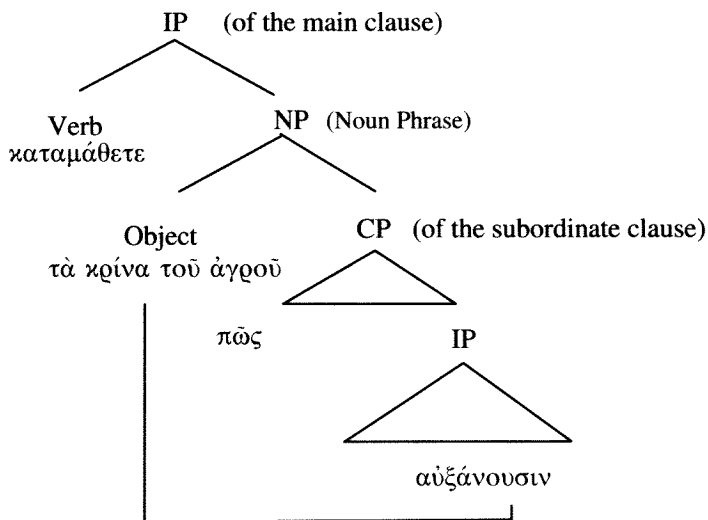 IP (of the main clause)
Verb
καταμάθετε
NP (Noun Phrase)
Object
τὰ κρίνα τοῦ ἀγροῦ
CP (of the subordinate clause)
πῶς
IP
αὐξάνουσιν